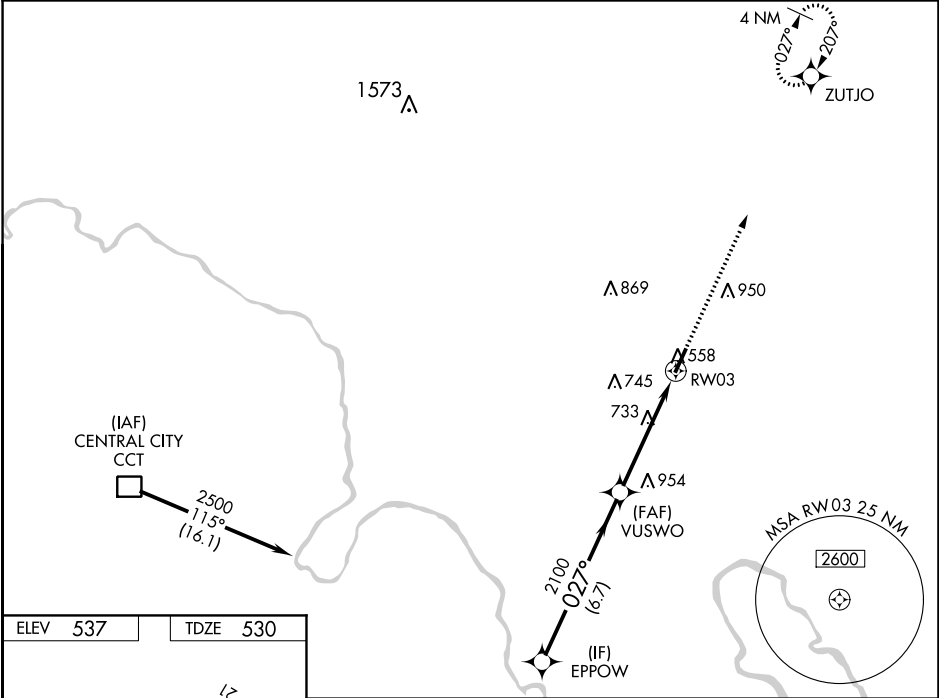 4 NM
027°
207°
ZUTJO
1573
869
950
558
RW03
745
733
(IAF)
CENTRAL CITY
CCT
2500
115°
(16.1)
954
(FAF)
VUSWO
MSA RW03 25 NM
2600
2100
027°
(6.7)
(IF)
EPPOW
ELEV 537
TDZE 530
21